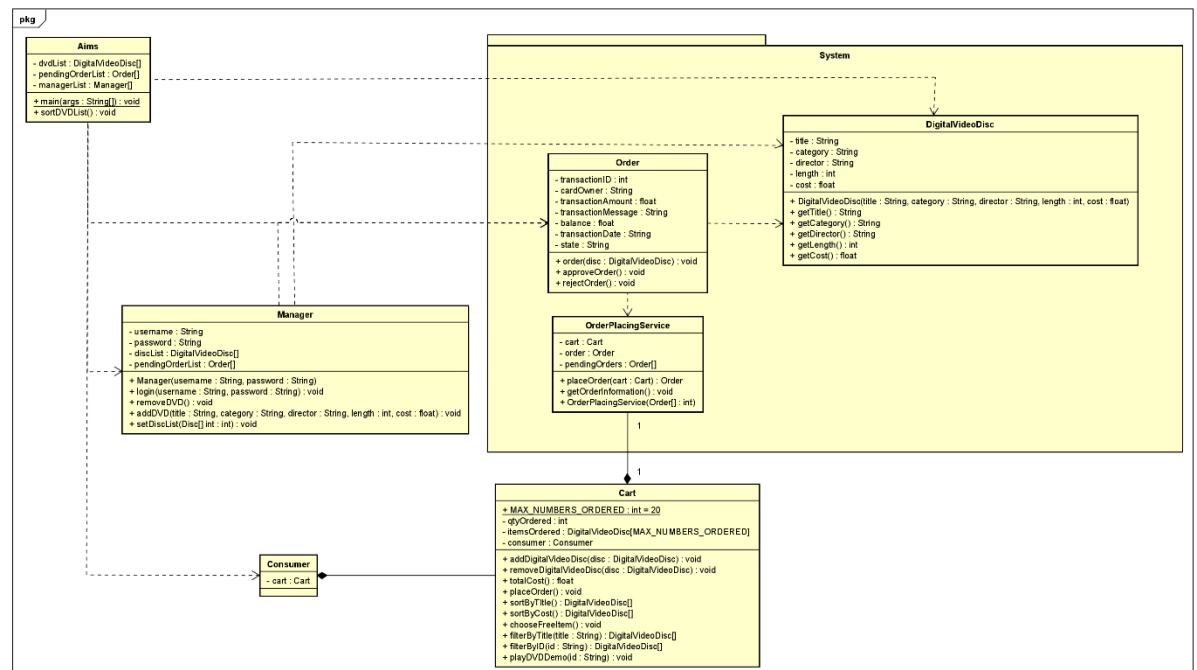 pkg
Aims
- dvdList : DigitalVideoDisc[]
- pendingOrderList : Order[]
- managerList : Manager[]
+ main(args : String[]) : void
+ sortDVDList() : void
System
DigitalVideoDisc
- title : String
- category : String
- director : String
- length : int
- cost : float
+ DigitalVideoDisc(title : String, category : String, director : String, length : int, cost : float)
+ getTitle() : String
+ getCategory() : String
+ getDirector() : String
+ getLength() : int
+ getCost() : float
Order
- transactionID : int
- cardOwner : String
- transactionAmount : float
- transactionMessage : String
- balance : float
- transactionDate : String
- state : String
+ order(disc : DigitalVideoDisc) : void
+ approveOrder() : void
+ rejectOrder() : void
Manager
- username : String
- password : String
- discList : DigitalVideoDisc[]
- pendingOrderList : Order[]
+ Manager(username : String, password : String)
+ login(username : String, password : String) : void
+ removeDVD() : void
+ addDVD(title : String, category : String, director : String, length : int, cost : float) : void
+ setDiscList(Disc[] int : int) : void
OrderPlacingService
- cart : Cart
- order : Order
- pendingOrders : Order[]
+ placeOrder(cart : Cart) : Order
+ getOrderInformation() : void
+ OrderPlacingService(Order[] : int)
1
1
Cart
+ MAX_NUMBERS_ORDERED : int = 20
- qtyOrdered : int
- itemsOrdered : DigitalVideoDisc[MAX_NUMBERS_ORDERED]
- consumer : Consumer
+ addDigitalVideoDisc(disc : DigitalVideoDisc) : void
+ removeDigitalVideoDisc(disc : DigitalVideoDisc) : void
+ totalCost() : float
+ placeOrder() : void
+ sortByTitle() : DigitalVideoDisc[]
+ sortByCost() : DigitalVideoDisc[]
+ chooseFreeItem() : void
+ filterByTitle(title : String) : DigitalVideoDisc[]
+ filterByID(id : String) : DigitalVideoDisc[]
+ playDVDDemo(id : String) : void
Consumer
- cart : Cart